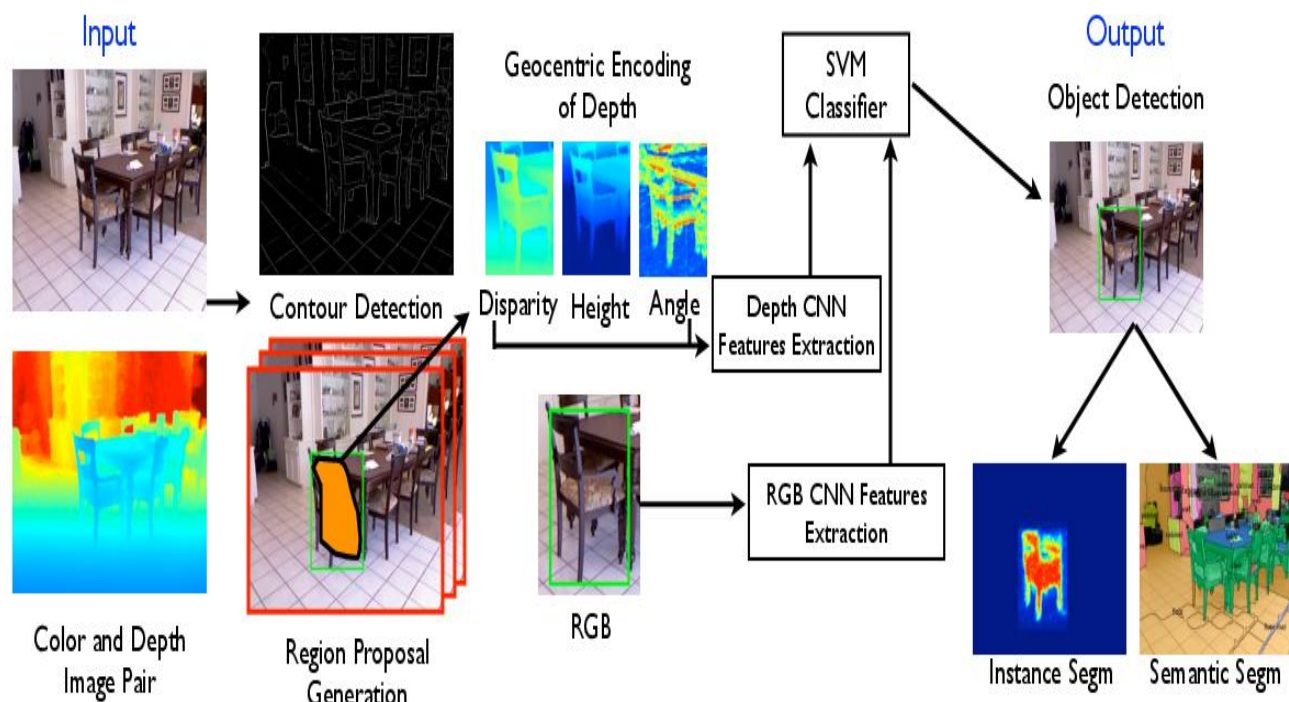 Input
Color and Depth
Image Pair
Contour Detection
Region Proposal
Generation
Geocentric Encoding
of Depth
Disparity
Height
Angle
RGB
Depth CNN
Features Extraction
RGB CNN Features
Extraction
SVM
Classifier
Output
Object Detection
Instance Segm
Semantic Segm